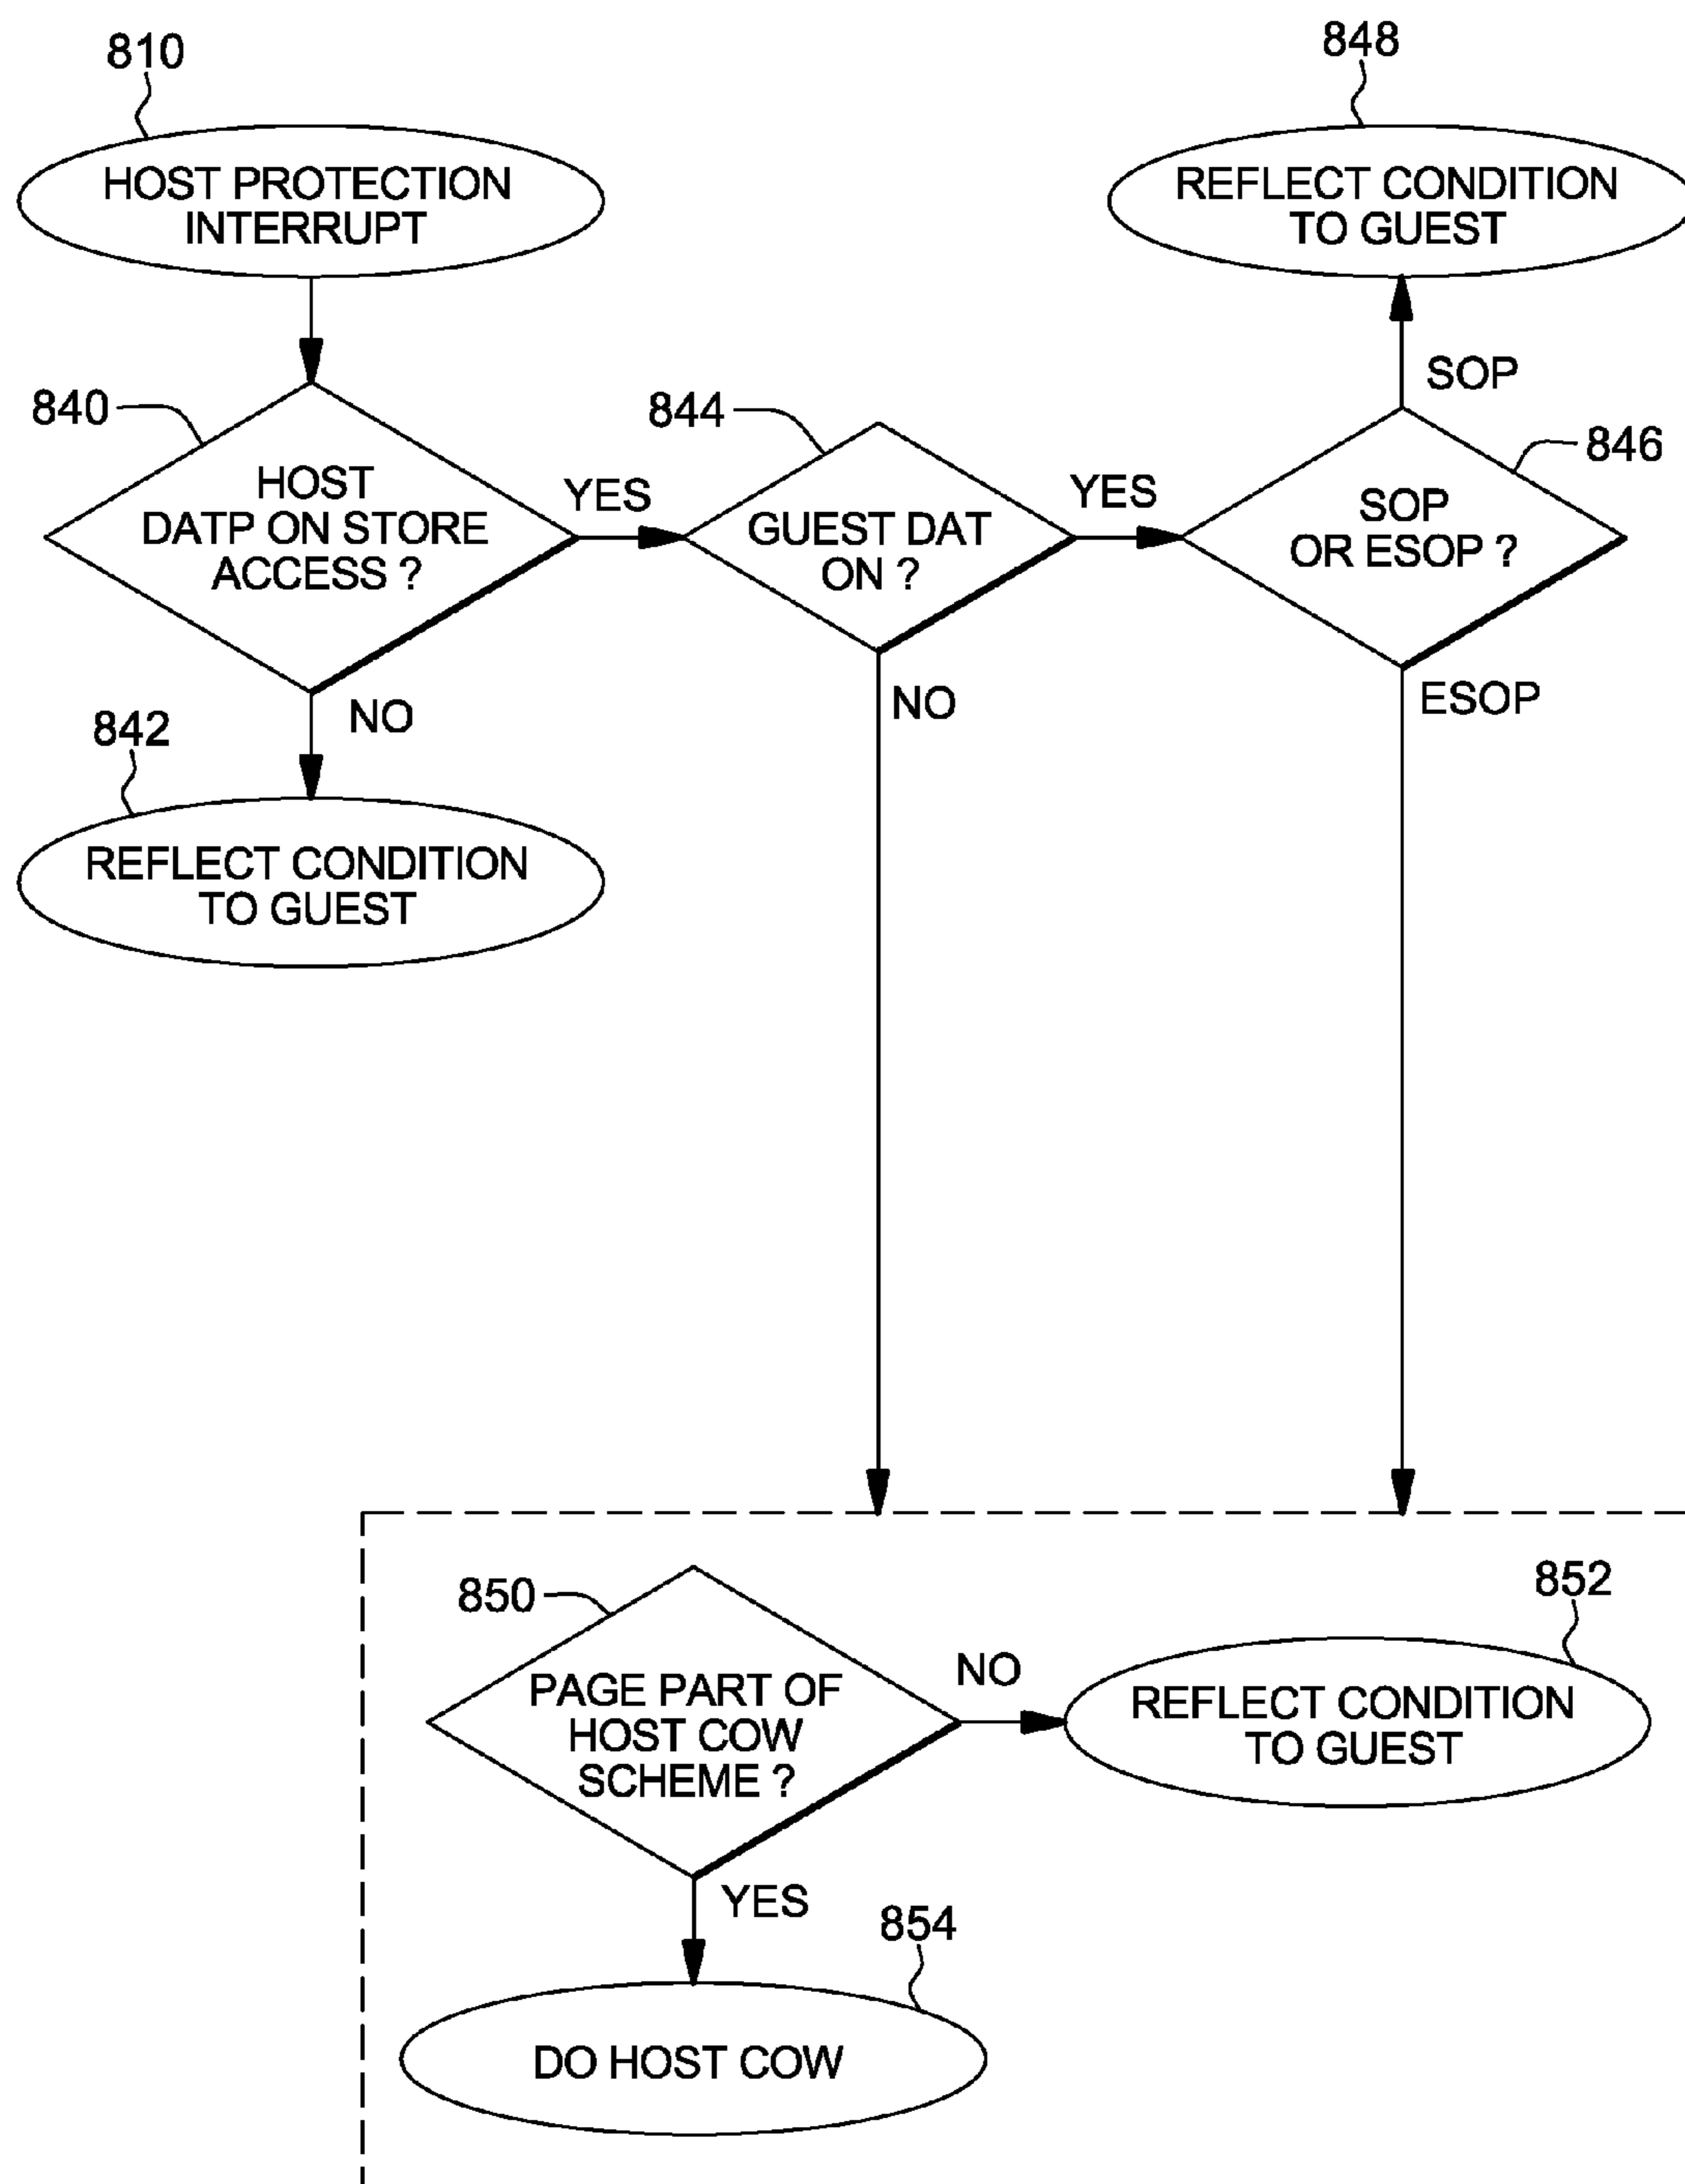 810
HOST PROTECTION
INTERRUPT
848
REFLECT CONDITION
TO GUEST
840
HOST
DATP ON STORE
ACCESS ?
YES
NO
842
REFLECT CONDITION
TO GUEST
844
GUEST DAT
ON ?
YES
NO
SOP
846
SOP
OR ESOP ?
ESOP
850
PAGE PART OF
HOST COW
SCHEME ?
NO
852
REFLECT CONDITION
TO GUEST
YES
854
DO HOST COW